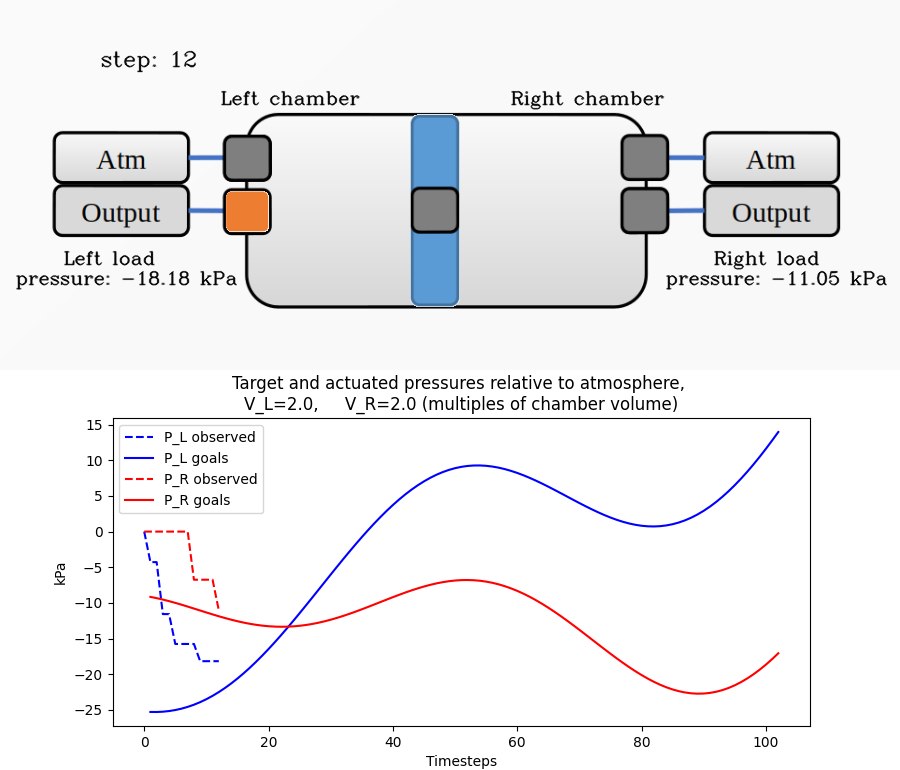 step: 12
Left chamber
Right chamber
Atm
Atm
Output
Output
Left load
pressure: −18.18 kPa
Right load
pressure: −11.05 kPa
Target and actuated pressures relative to atmosphere,
V_L=2.0, V_R=2.0 (multiples of chamber volume)
P_L observed
P_L goals
P_R observed
P_R goals
15
10
5
0
−5
−10
−15
−20
−25
kPa
0
20
40
60
80
100
Timesteps